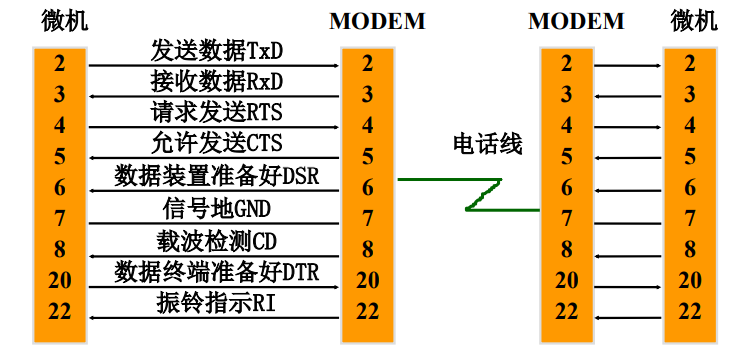 微机 MODEM MODEM 微机
2 发送数据TxD 2 2 2
3 接收数据RxD 3 3 3
4 请求发送RTS 4 4 4
5 允许发送CTS 5 电话线 5 5
6 数据装置准备好DSR 6 6 6
7 信号地GND 7 7 7
8 载波检测CD 8 8 8
20 数据终端准备好DTR 20 20 20
22 振铃指示RI 22 22 22